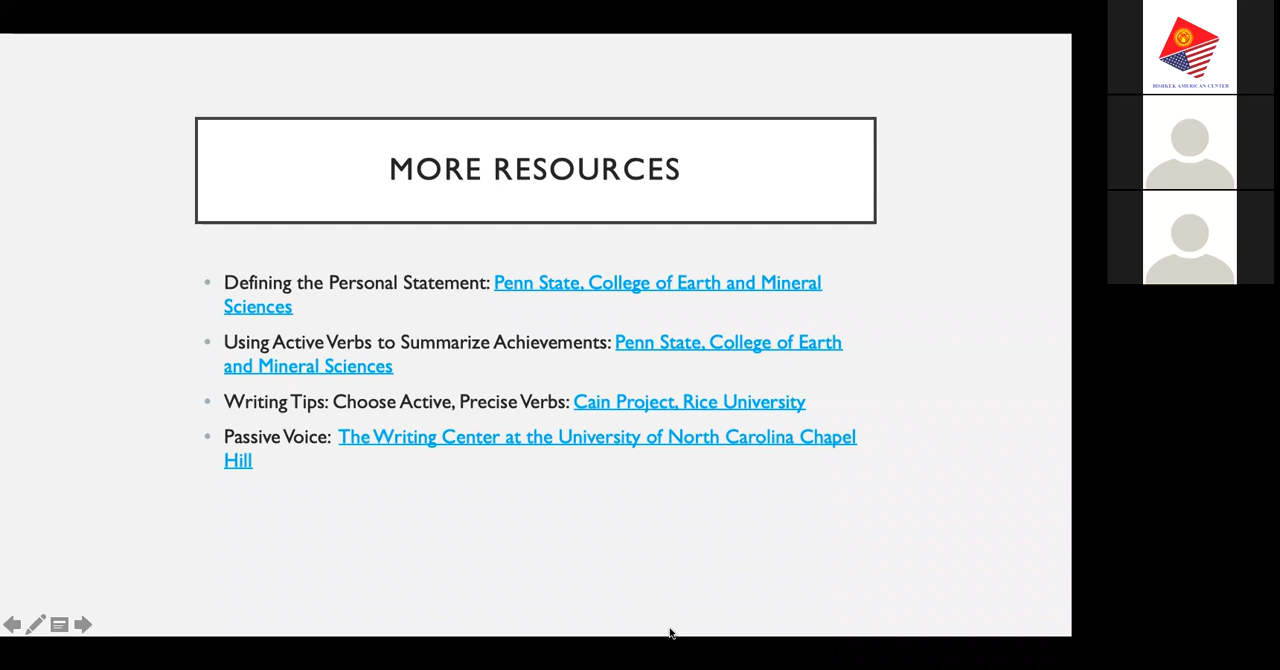 MORE RESOURCES
• Defining the Personal Statement: Penn State, College of Earth and Mineral
Sciences
• Using Active Verbs to Summarize Achievements: Penn State, College of Earth
and Mineral Sciences
• Writing Tips: Choose Active, Precise Verbs: Cain Project, Rice University
• Passive Voice: The Writing Center at the University of North Carolina Chapel
Hill
BISHKEK AMERICAN CENTER